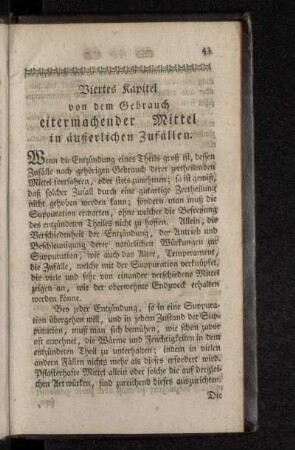 43
Viertes Kapitel
von dem Gebrauch
eitermachender Mittel
in äusserlichen Zufällen.
Wenn die Entzündung eines Theils groß ist, dessen
Zufälle nach gehörigen Gebrauch derer zertheilenden
Mittel fortfahren, oder stets zunehmen; so ist gewiß,
daß solcher Zufall durch eine gutartige Zertheilung
nicht gehoben werden kann; sondern man muß die
Suppuration erwarten, ohne welcher die Befreyung
des entzündeten Theiles nicht zu hoffen. Allein, die
Verschiedenheit der Entzündung, der Antrieb und
Beschleunigung derer natürlichen Würkungen zur
Suppuration, wie auch das Alter, Temperament,
die Zufälle, welche mit der Suppuration verknüpfet,
die viele und sehr von einander verschiedene Mittel
zeigen an, wie der oberwehnte Endzweck erhalten
werden könne.
Bey jeder Entzündung, so in eine Suppura-
tion übergehen will, und in jedem Zustand der Sup-
puration, muß man sich bemühen, wie schon zuvor
oft erwehnet, die Wärme und Feuchtigkeiten in dem
entzündeten Theil zu unterhalten; indem in vielen
andern Fällen nichts mehr als dieses erfordert wird.
Pflasterhafte Mittel allein oder solche die auf derglei-
chen Art würken, sind zureichend dieses auszurichten.
Die